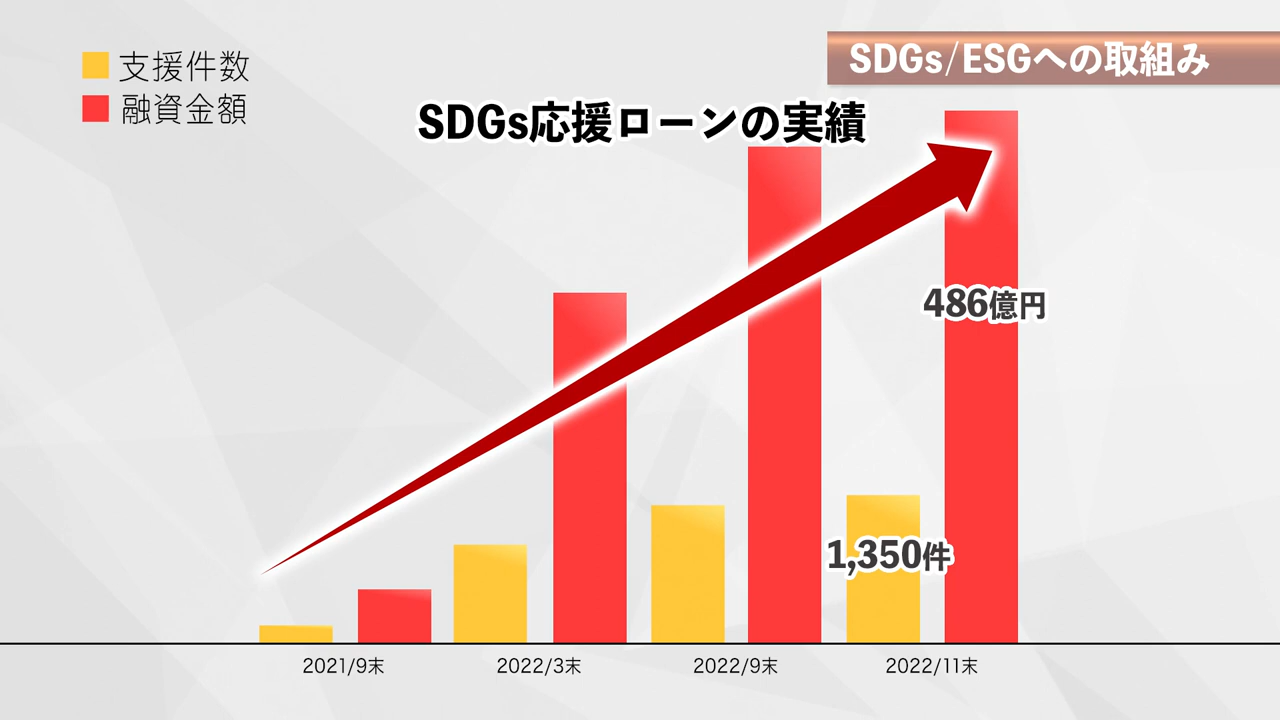 支援件数
融資金額
SDGs/ESGへの取組み
SDGs応援ローンの実績
486億円
1,350件
2021/9末
2022/3末
2022/9末
2022/11末